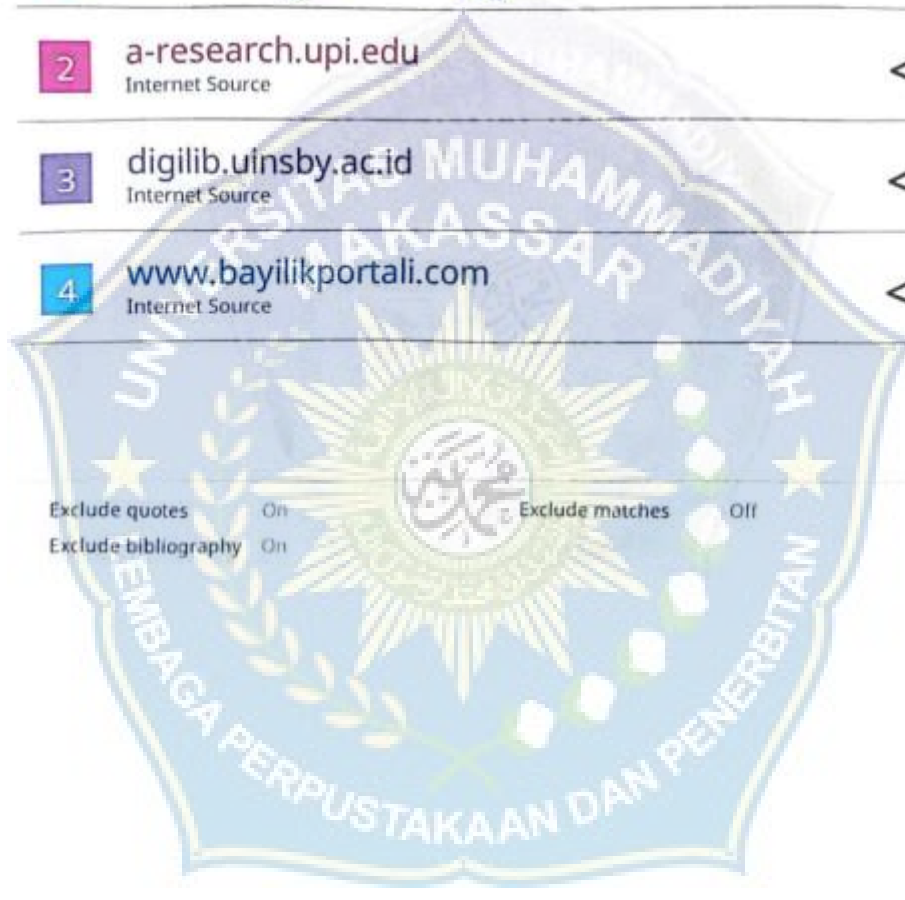 2
a-research.upi.edu
Internet Source
<
3
digilib.uinsby.ac.id
Internet Source
<
4
www.bayilikportali.com
Internet Source
<
Exclude quotes On
Exclude matches Off
Exclude bibliography On
UNIVERSITAS MUHAMMADIYAH
MAKASSAR
LEMBAGA PERPUSTAKAAN DAN PENERBITAN